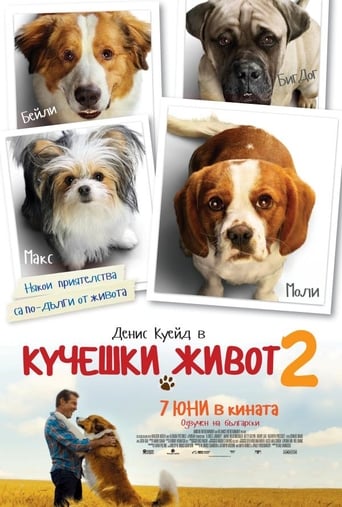 Бейли
БигДог
Макс
Моли
Някои приятелства
са по-дълги от живота
Денис Куейд в
КУЧЕШКИ ЖИВОТ 2
7 ЮНИ в кината
Озвучен на български